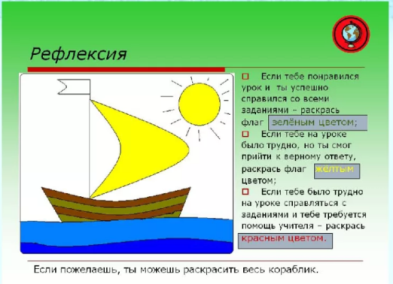 Рефлексия
Если тебе понравился
урок и ты успешно
справился со всеми
заданиями – раскрась
флаг зелёным цветом;
Если тебе на уроке
было трудно, но ты смог
прийти к верному ответу,
раскрась флаг желтым
цветом;
Если тебе было трудно
на уроке справляться с
заданиями и тебе требуется
помощь учителя – раскрась
красным цветом.
Если пожелаешь, ты можешь раскрасить весь кораблик.